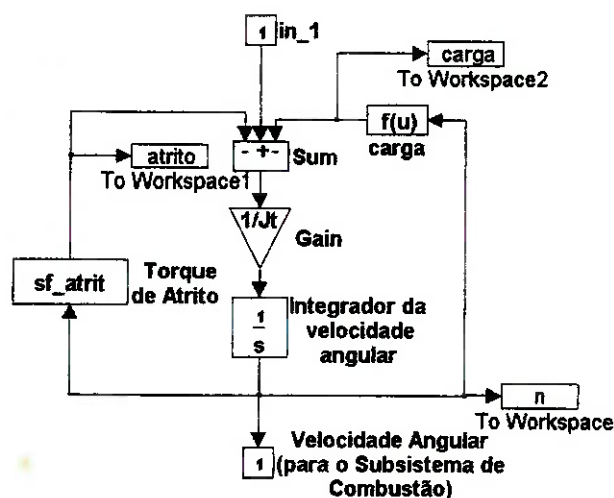 1 in_1
carga
To Workspace2
f(u)
carga
- + -
Sum
atrito
To Workspace1
1/Jt
Gain
sf_atrit
Torque
de Atrito
1
s
Integrador da
velocidade
angular
n
To Workspace
1
Velocidade Angular
(para o Subsistema de
Combustão)